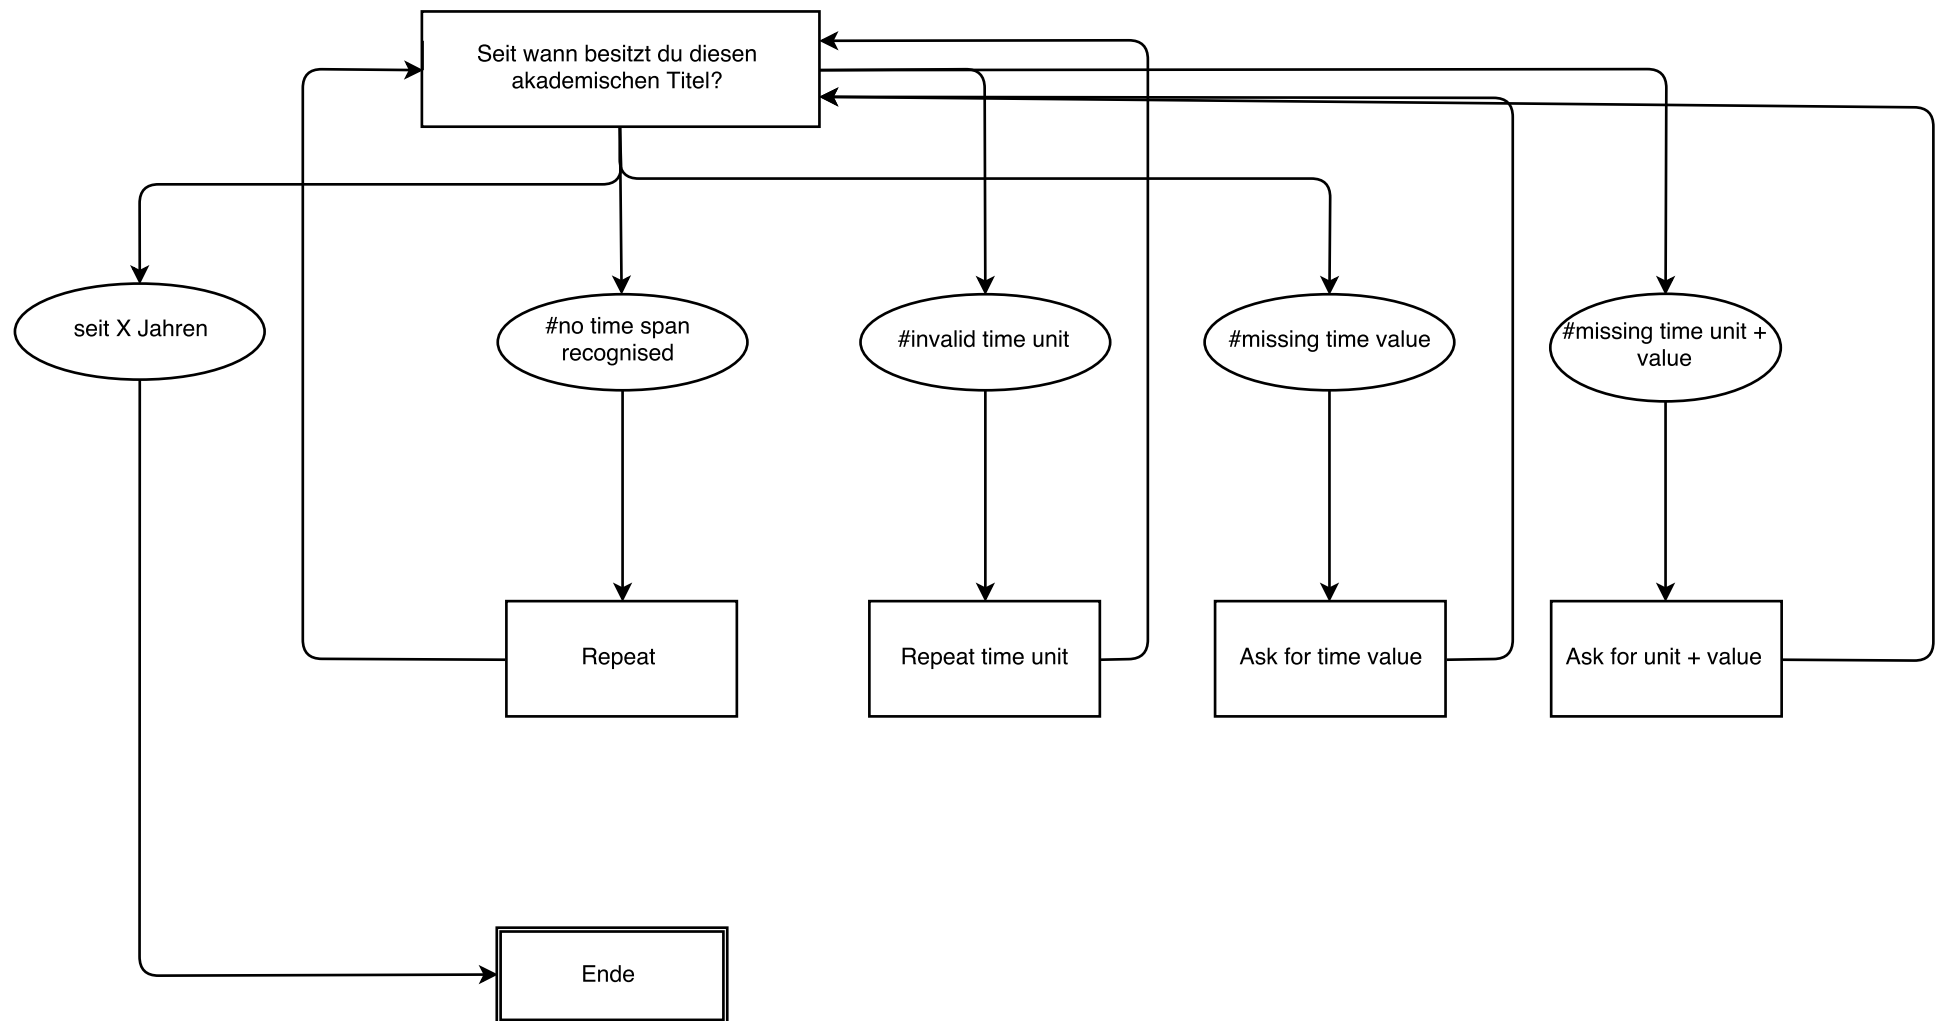 Seit wann besitzt du diesen
akademischen Titel?
seit X Jahren
#no time span
recognised
#invalid time unit
#missing time value
#missing time unit +
value
Repeat
Repeat time unit
Ask for time value
Ask for unit + value
Ende